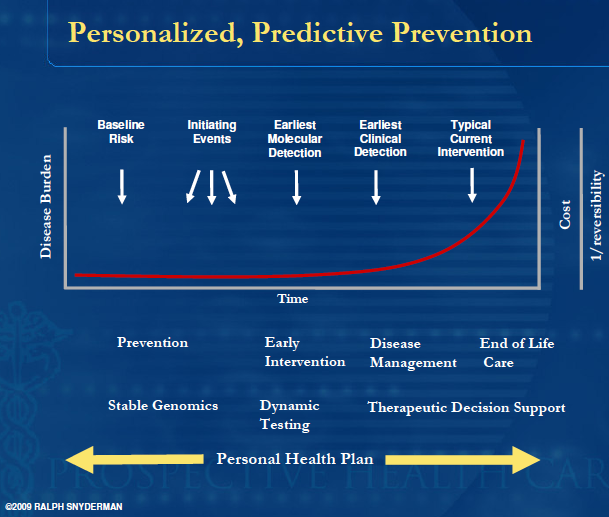 Personalized, Predictive Prevention
Baseline
Risk
Initiating
Events
Earliest
Molecular
Detection
Earliest
Clinical
Detection
Typical
Current
Intervention
Disease Burden
Cost
1/reversibility
Time
Prevention
Early
Intervention
Disease
Management
End of Life
Care
Stable Genomics
Dynamic
Testing
Therapeutic Decision Support
Personal Health Plan
PROSPECTIVE HEALTH CAR
©2009 RALPH SNYDERMAN